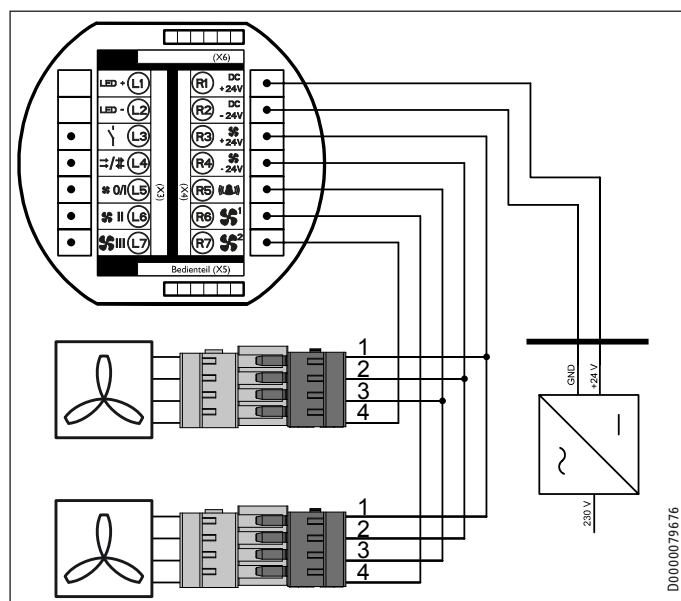 (X6)
LED + L1 R1 DC +24V
LED - L2 R2 DC -24V
L3 R3 +24V
L4 R4 -24V
0/I L5 R5
II L6 R6 1
III L7 R7 2
(X3)
(X4)
Bedienteil (X5)
1
2
3
4
GND
+24 V
230 V
1
2
3
4
D0000079676